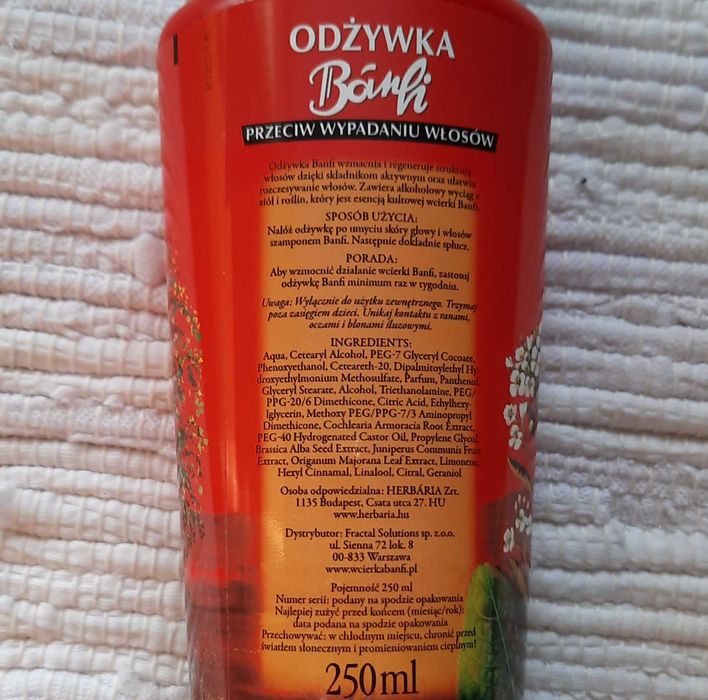 ODŻYWKA
Bánfi
PRZECIW WYPADANIU WŁOSÓW
Odżywka Banfi wzmacnia i regeneruje strukturę
włosów dzięki składnikom aktywnym oraz ułatwia
rozczesywanie włosów. Zawiera alkoholowy wyciąg z
ziół i roślin, który jest esencją kultowej wcierki Banfi.
SPOSÓB UŻYCIA:
Nałóż odżywkę po umyciu skóry głowy i włosów
szamponem Banfi. Następnie dokładnie spłucz.
PORADA:
Aby wzmocnić działanie wcierki Banfi, zastosuj
odżywkę Banfi minimum raz w tygodniu.
Uwaga: Wyłącznie do użytku zewnętrznego. Trzymaj
poza zasięgiem dzieci. Unikaj kontaktu z ranami,
oczami i błonami śluzowymi.
INGREDIENTS:
Aqua, Cetearyl Alcohol, PEG-7 Glyceryl Cocoate,
Phenoxyethanol, Ceteareth-20, Dipalmitoylethyl Hy-
droxyethylmonium Methosulfate, Parfum, Panthenol,
Glyceryl Stearate, Alcohol, Triethanolamine, PEG/
PPG-20/6 Dimethicone, Citric Acid, Ethylhexy-
lglycerin, Methoxy PEG/PPG-7/3 Aminopropyl
Dimethicone, Cochlearia Armoracia Root Extract,
PEG-40 Hydrogenated Castor Oil, Propylene Glycol,
Brassica Alba Seed Extract, Juniperus Communis Fruit
Extract, Origanum Majorana Leaf Extract, Limonene,
Hexyl Cinnamal, Linalool, Citral, Geraniol
Osoba odpowiedzialna: HERBÁRIA Zrt.
1135 Budapest, Csata utca 27. HU
www.herbaria.hu
Dystrybutor: Fractal Solutions sp. z.o.o.
ul. Sienna 72 lok. 8
00-833 Warszawa
www.wcierkabanfi.pl
Pojemność 250 ml
Numer serii: podany na spodzie opakowania
Najlepiej zużyć przed końcem (miesiąc/rok):
data podana na spodzie opakowania
Przechowywać: w chłodnym miejscu, chronić przed
światłem słonecznym i promieniowaniem cieplnym!
250ml